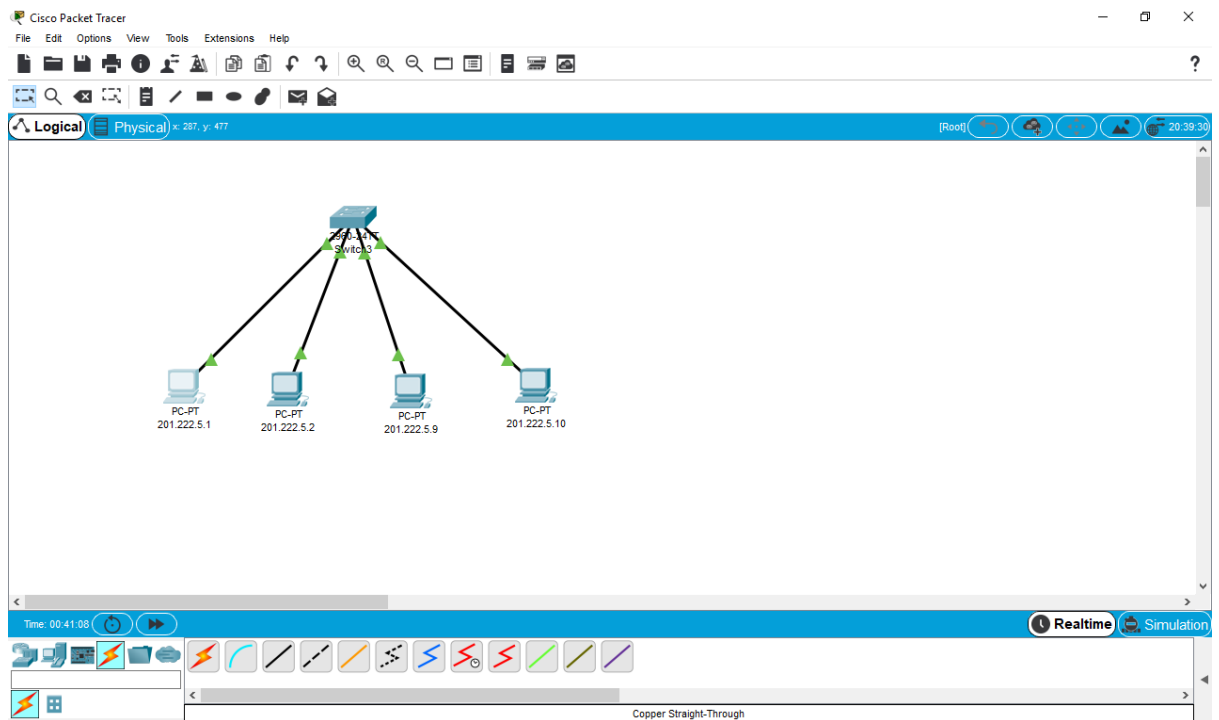 Cisco Packet Tracer
File Edit Options View Tools Extensions Help
?
Logical Physical x: 287, y: 477 [Root] 20:39:30
2960-24TT
Switch3
PC-PT
201.222.5.1
PC-PT
201.222.5.2
PC-PT
201.222.5.9
PC-PT
201.222.5.10
Time: 00:41:08 Realtime Simulation
Copper Straight-Through